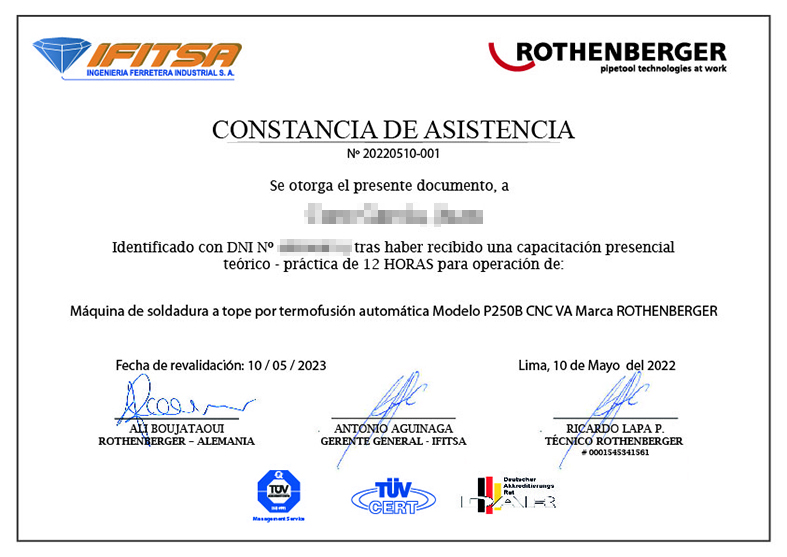 IFITSA
INGENIERIA FERRETERA INDUSTRIAL S. A.
ROTHENBERGER
pipetool technologies at work
CONSTANCIA DE ASISTENCIA
Nº 20220510-001
Se otorga el presente documento, a
Identificado con DNI Nº tras haber recibido una capacitación presencial
teórico - práctica de 12 HORAS para operación de:
Máquina de soldadura a tope por termofusión automática Modelo P250B CNC VA Marca ROTHENBERGER
Fecha de revalidación: 10 / 05 / 2023
Lima, 10 de Mayo del 2022
ALI BOUJATAOUI
ROTHENBERGER – ALEMANIA
ANTONIO AGUINAGA
GERENTE GENERAL - IFITSA
RICARDO LAPA P.
TÉCNICO ROTHENBERGER
# 0001545341561
Q
TÜV
Management Service
TÜV
CERT
Deutscher
Akkreditierungs
Rat